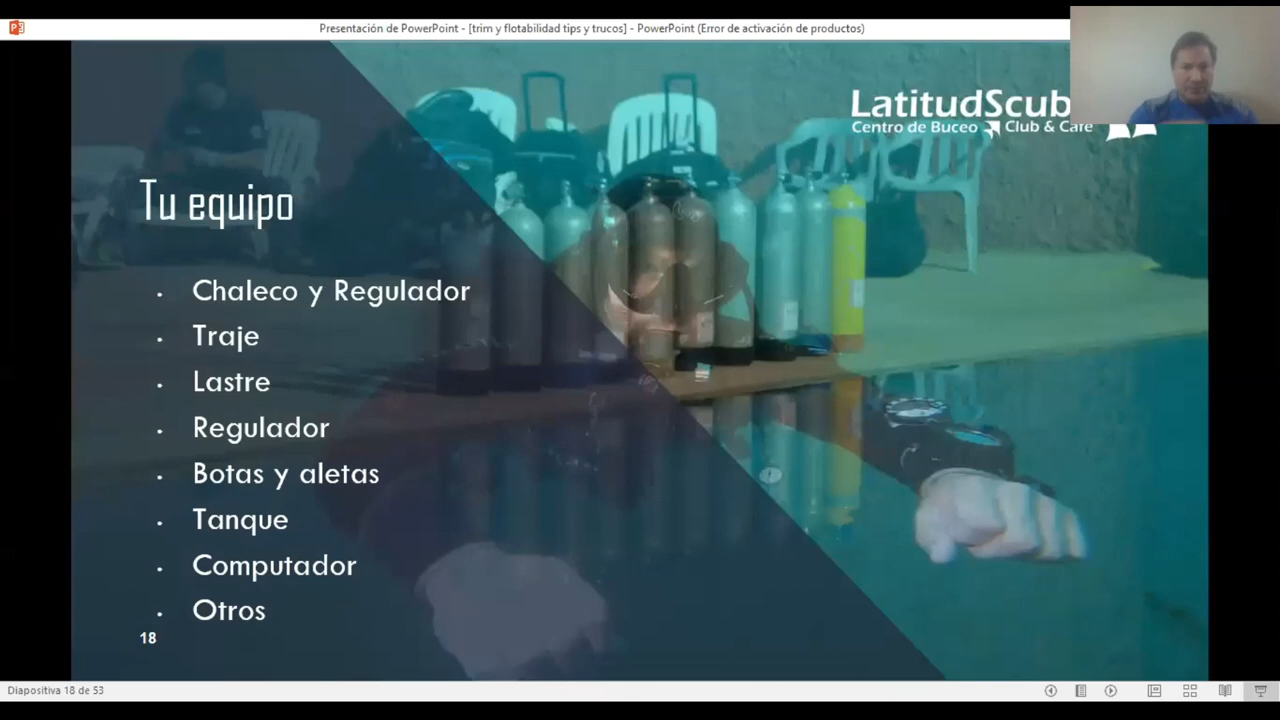 Presentación de PowerPoint - [trim y flotabilidad tips y trucos] - PowerPoint (Error de activación de productos)
LatitudScub
Centro de Buceo Club & Café
Tu equipo
• Chaleco y Regulador
• Traje
• Lastre
• Regulador
• Botas y aletas
• Tanque
• Computador
• Otros
18
Diapositiva 18 de 53